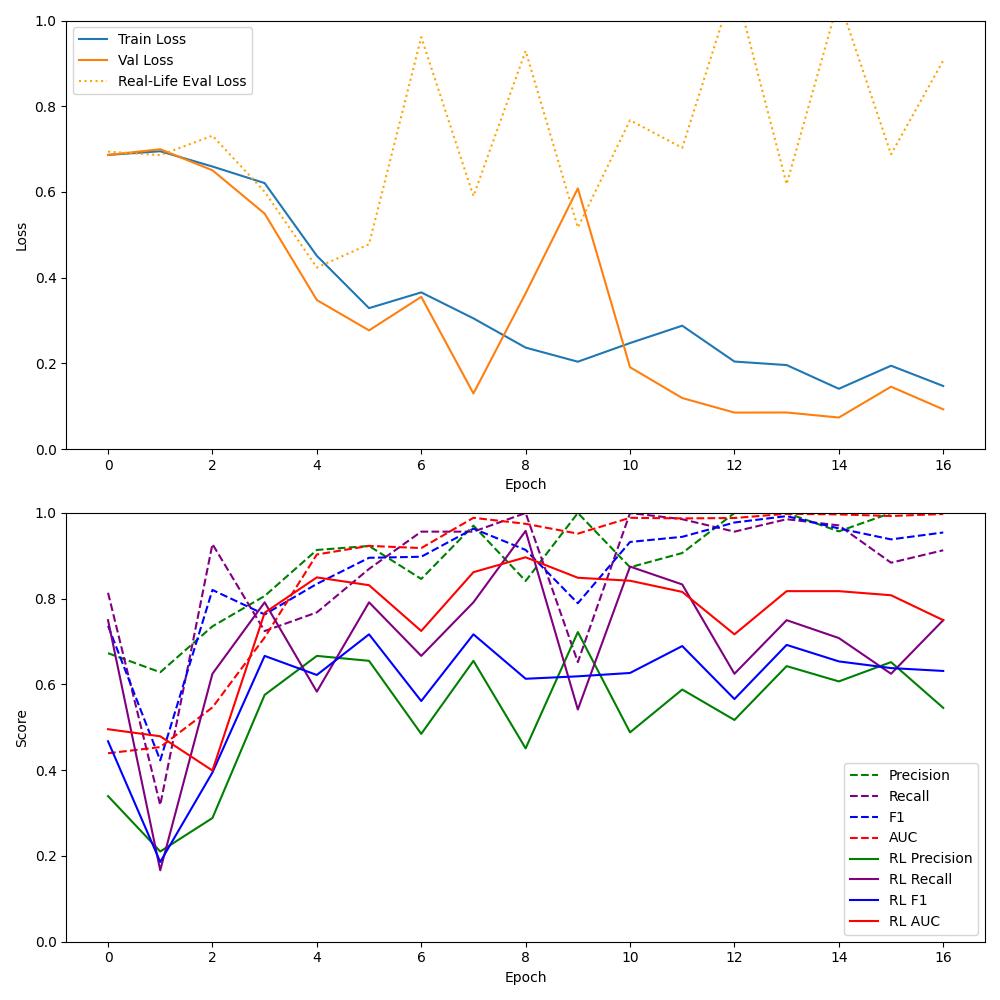 1.0
0.8
0.6
0.4
0.2
0.0
Loss
Train Loss
Val Loss
Real-Life Eval Loss
0 2 4 6 8 10 12 14 16
Epoch
1.0
0.8
0.6
0.4
0.2
0.0
Score
Precision
Recall
F1
AUC
RL Precision
RL Recall
RL F1
RL AUC
0 2 4 6 8 10 12 14 16
Epoch